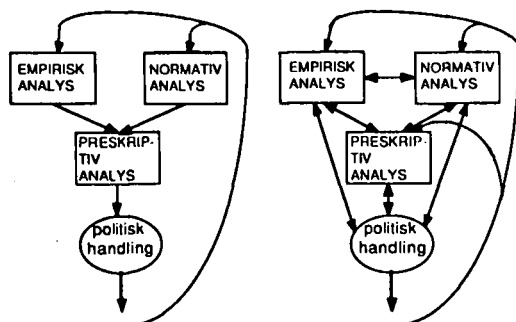 EMPIRISK
ANALYS
NORMATIV
ANALYS
PRESKRIP-
TIV
ANALYS
politisk
handling
EMPIRISK
ANALYS
NORMATIV
ANALYS
PRESKRIP-
TIV
ANALYS
politisk
handling